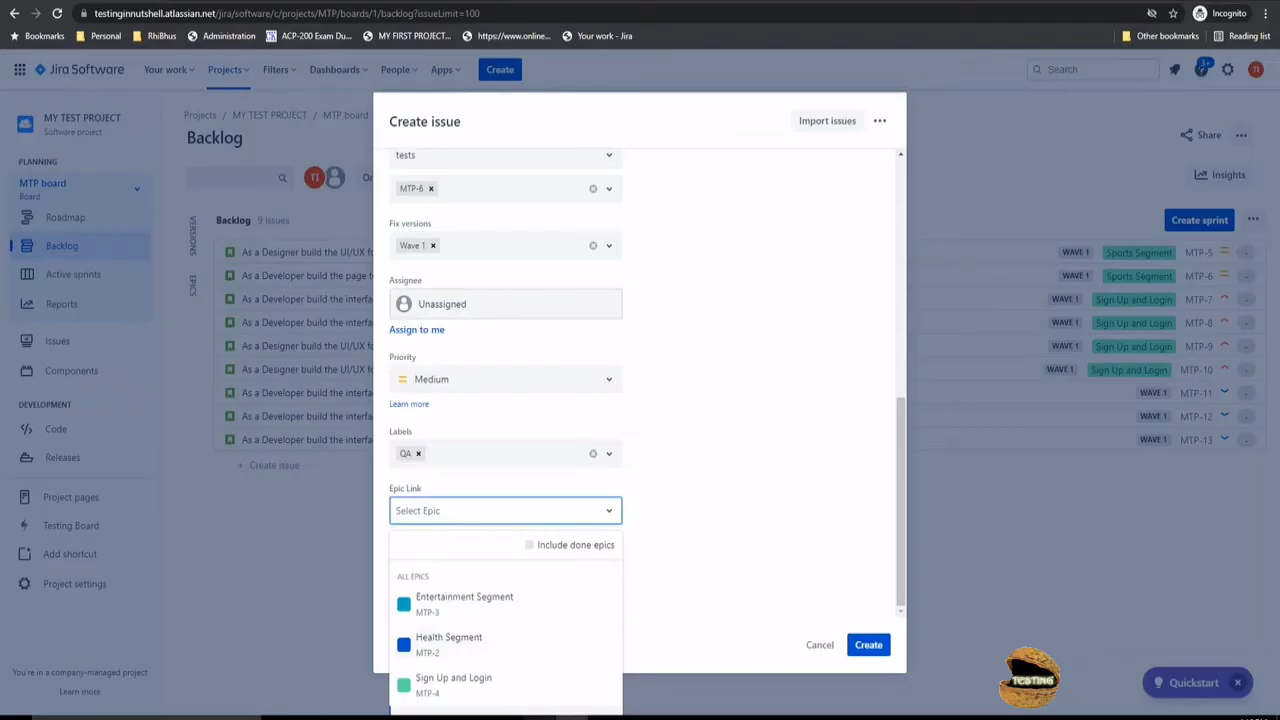 testinginnutshell.atlassian.net/jira/software/c/projects/MTP/boards/1/backlog?issueLimit=100
Incognito
Bookmarks Personal RhiBhus Administration ACP-200 Exam Du... MY FIRST PROJECT... https://www.online... Your work - Jira Other bookmarks Reading list
Jira Software Your work Projects Filters Dashboards People Apps Create Search 3+ TI
MY TEST PROJECT
Software project
PLANNING
MTP board
Board
Roadmap
Backlog
Active sprints
Reports
Issues
Components
DEVELOPMENT
Code
Releases
Project pages
Testing Board
Add shortcut
Project settings
You're in a company-managed project
Learn more
Projects / MY TEST PROJECT / MTP board
Backlog
Share
TI
Insights
VERSIONS
EPICS
Backlog 9 issues
Create sprint
As a Designer build the UI/UX fo WAVE 1 Sports Segment MTP-5 -
As a Developer build the page t WAVE 1 Sports Segment MTP-6 -
As a Developer build the interfa WAVE 1 Sign Up and Login MTP-7 -
As a Developer build the interfa WAVE 1 Sign Up and Login MTP-8 -
As a Developer build the UI/UX fo WAVE 1 Sign Up and Login MTP-9 -
As a Developer build the interfa WAVE 1 Sign Up and Login MTP-10 -
As a Developer build the interfa WAVE 1 MTP-11 -
As a Developer build the interfa WAVE 1 MTP-12 -
As a Developer build the interfa WAVE 1 MTP-13 -
+ Create issue
Create issue
Import issues
tests
MTP-6
Fix versions
Wave 1
Assignee
Unassigned
Assign to me
Priority
Medium
Learn more
Labels
QA
Epic Link
Select Epic
Include done epics
ALL EPICS
Entertainment Segment
MTP-3
Health Segment
MTP-2
Sign Up and Login
MTP-4
Cancel
Create
TESTING
Quickstart